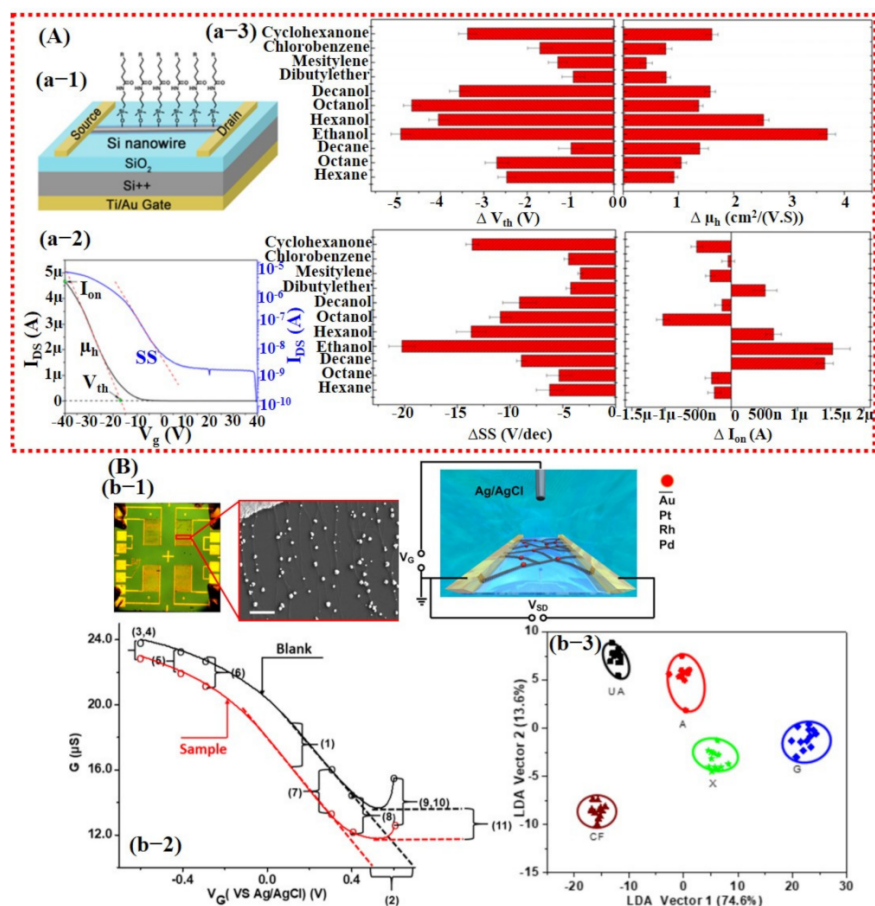 (A)
(a−1)
Source
Drain
Si nanowire
SiO2
Si++
Ti/Au Gate
(a−2)
5μ
4μ
3μ
2μ
1μ
0
IDS (A)
Ion
μh
Vth
SS
10-5
10-6
10-7
10-8
10-9
10-10
IDS (A)
-40 -30 -20 -10 0 10 20 30 40
Vg (V)
(a−3)
Cyclohexanone
Chlorobenzene
Mesitylene
Dibutylether
Decanol
Octanol
Hexanol
Ethanol
Decane
Octane
Hexane
−6 −5 −4 −3 −2 −1 0
Δ Vth (V)
0 1 2 3 4
Δ μh (cm2/(V.S))
Cyclohexanone
Chlorobenzene
Mesitylene
Dibutylether
Decanol
Octanol
Hexanol
Ethanol
Decane
Octane
Hexane
−20 −15 −10 −5 0
ΔSS (V/dec)
-1.5μ -1μ -500n 0 500n 1μ 1.5μ 2μ
Δ Ion (A)
(B)
(b−1)
Ag/AgCl
VG
VSD
Au
Pt
Rh
Pd
24.0
20.0
16.0
12.0
G (μS)
(3,4)
(5)
(6)
Blank
Sample
(1)
(7)
(8)
(9,10)
(11)
(2)
(b−2)
-0.4 0.0 0.4
VG( VS Ag/AgCl) (V)
(b−3)
10
5
0
-5
-10
-15
LDA Vector 2 (13.6%)
UA
A
X
G
CF
-20 -10 0 10 20 30
LDA Vector 1 (74.6%)